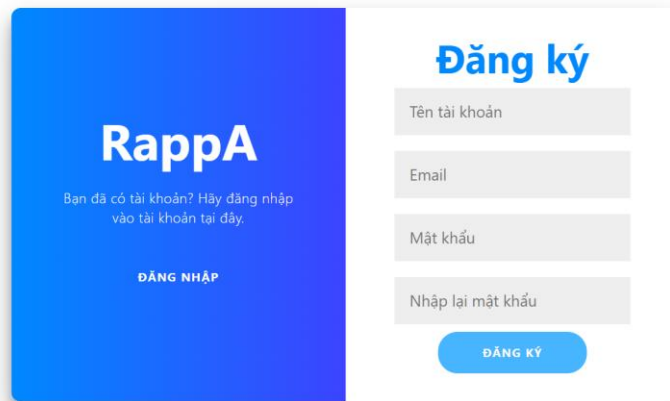 RappA
Bạn đã có tài khoản? Hãy đăng nhập
vào tài khoản tại đây.
ĐĂNG NHẬP
Đăng ký
Tên tài khoản
Email
Mật khẩu
Nhập lại mật khẩu
ĐĂNG KÝ